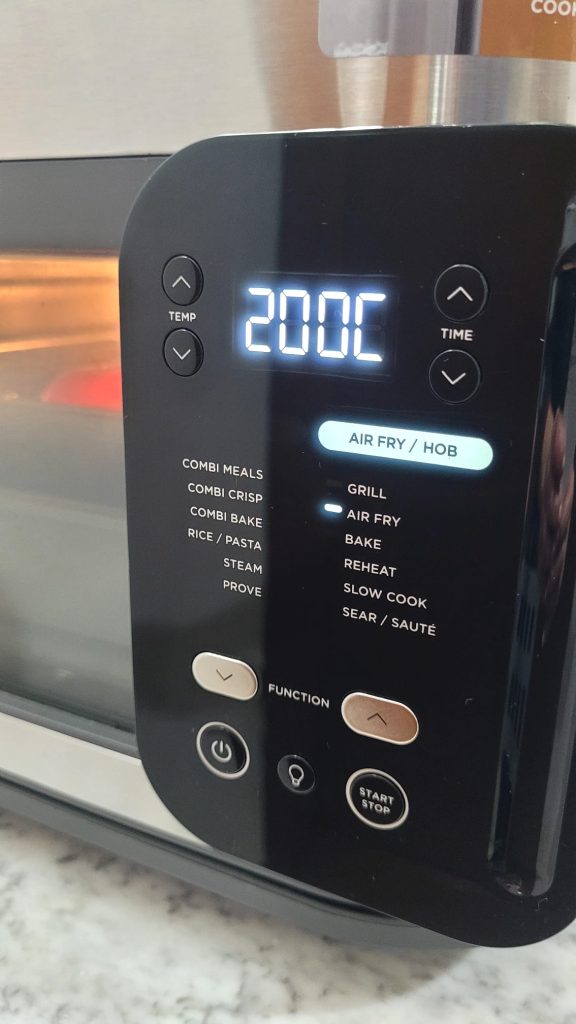 TEMP
200C
TIME
AIR FRY / HOB
COMBI MEALS
COMBI CRISP
COMBI BAKE
RICE / PASTA
STEAM
PROVE
GRILL
AIR FRY
BAKE
REHEAT
SLOW COOK
SEAR / SAUTÉ
FUNCTION
START
STOP